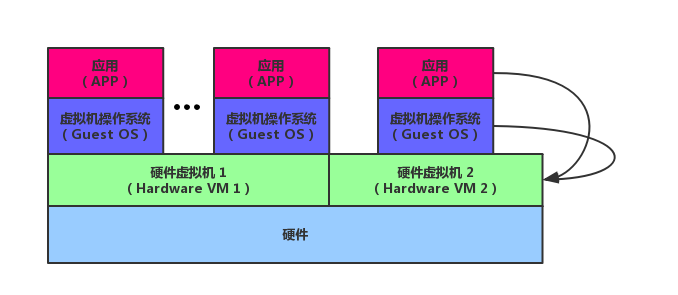 应用
（APP）
应用
（APP）
应用
（APP）
...
虚拟机操作系统
（Guest OS）
虚拟机操作系统
（Guest OS）
虚拟机操作系统
（Guest OS）
硬件虚拟机 1
（Hardware VM 1）
硬件虚拟机 2
（Hardware VM 2）
硬件